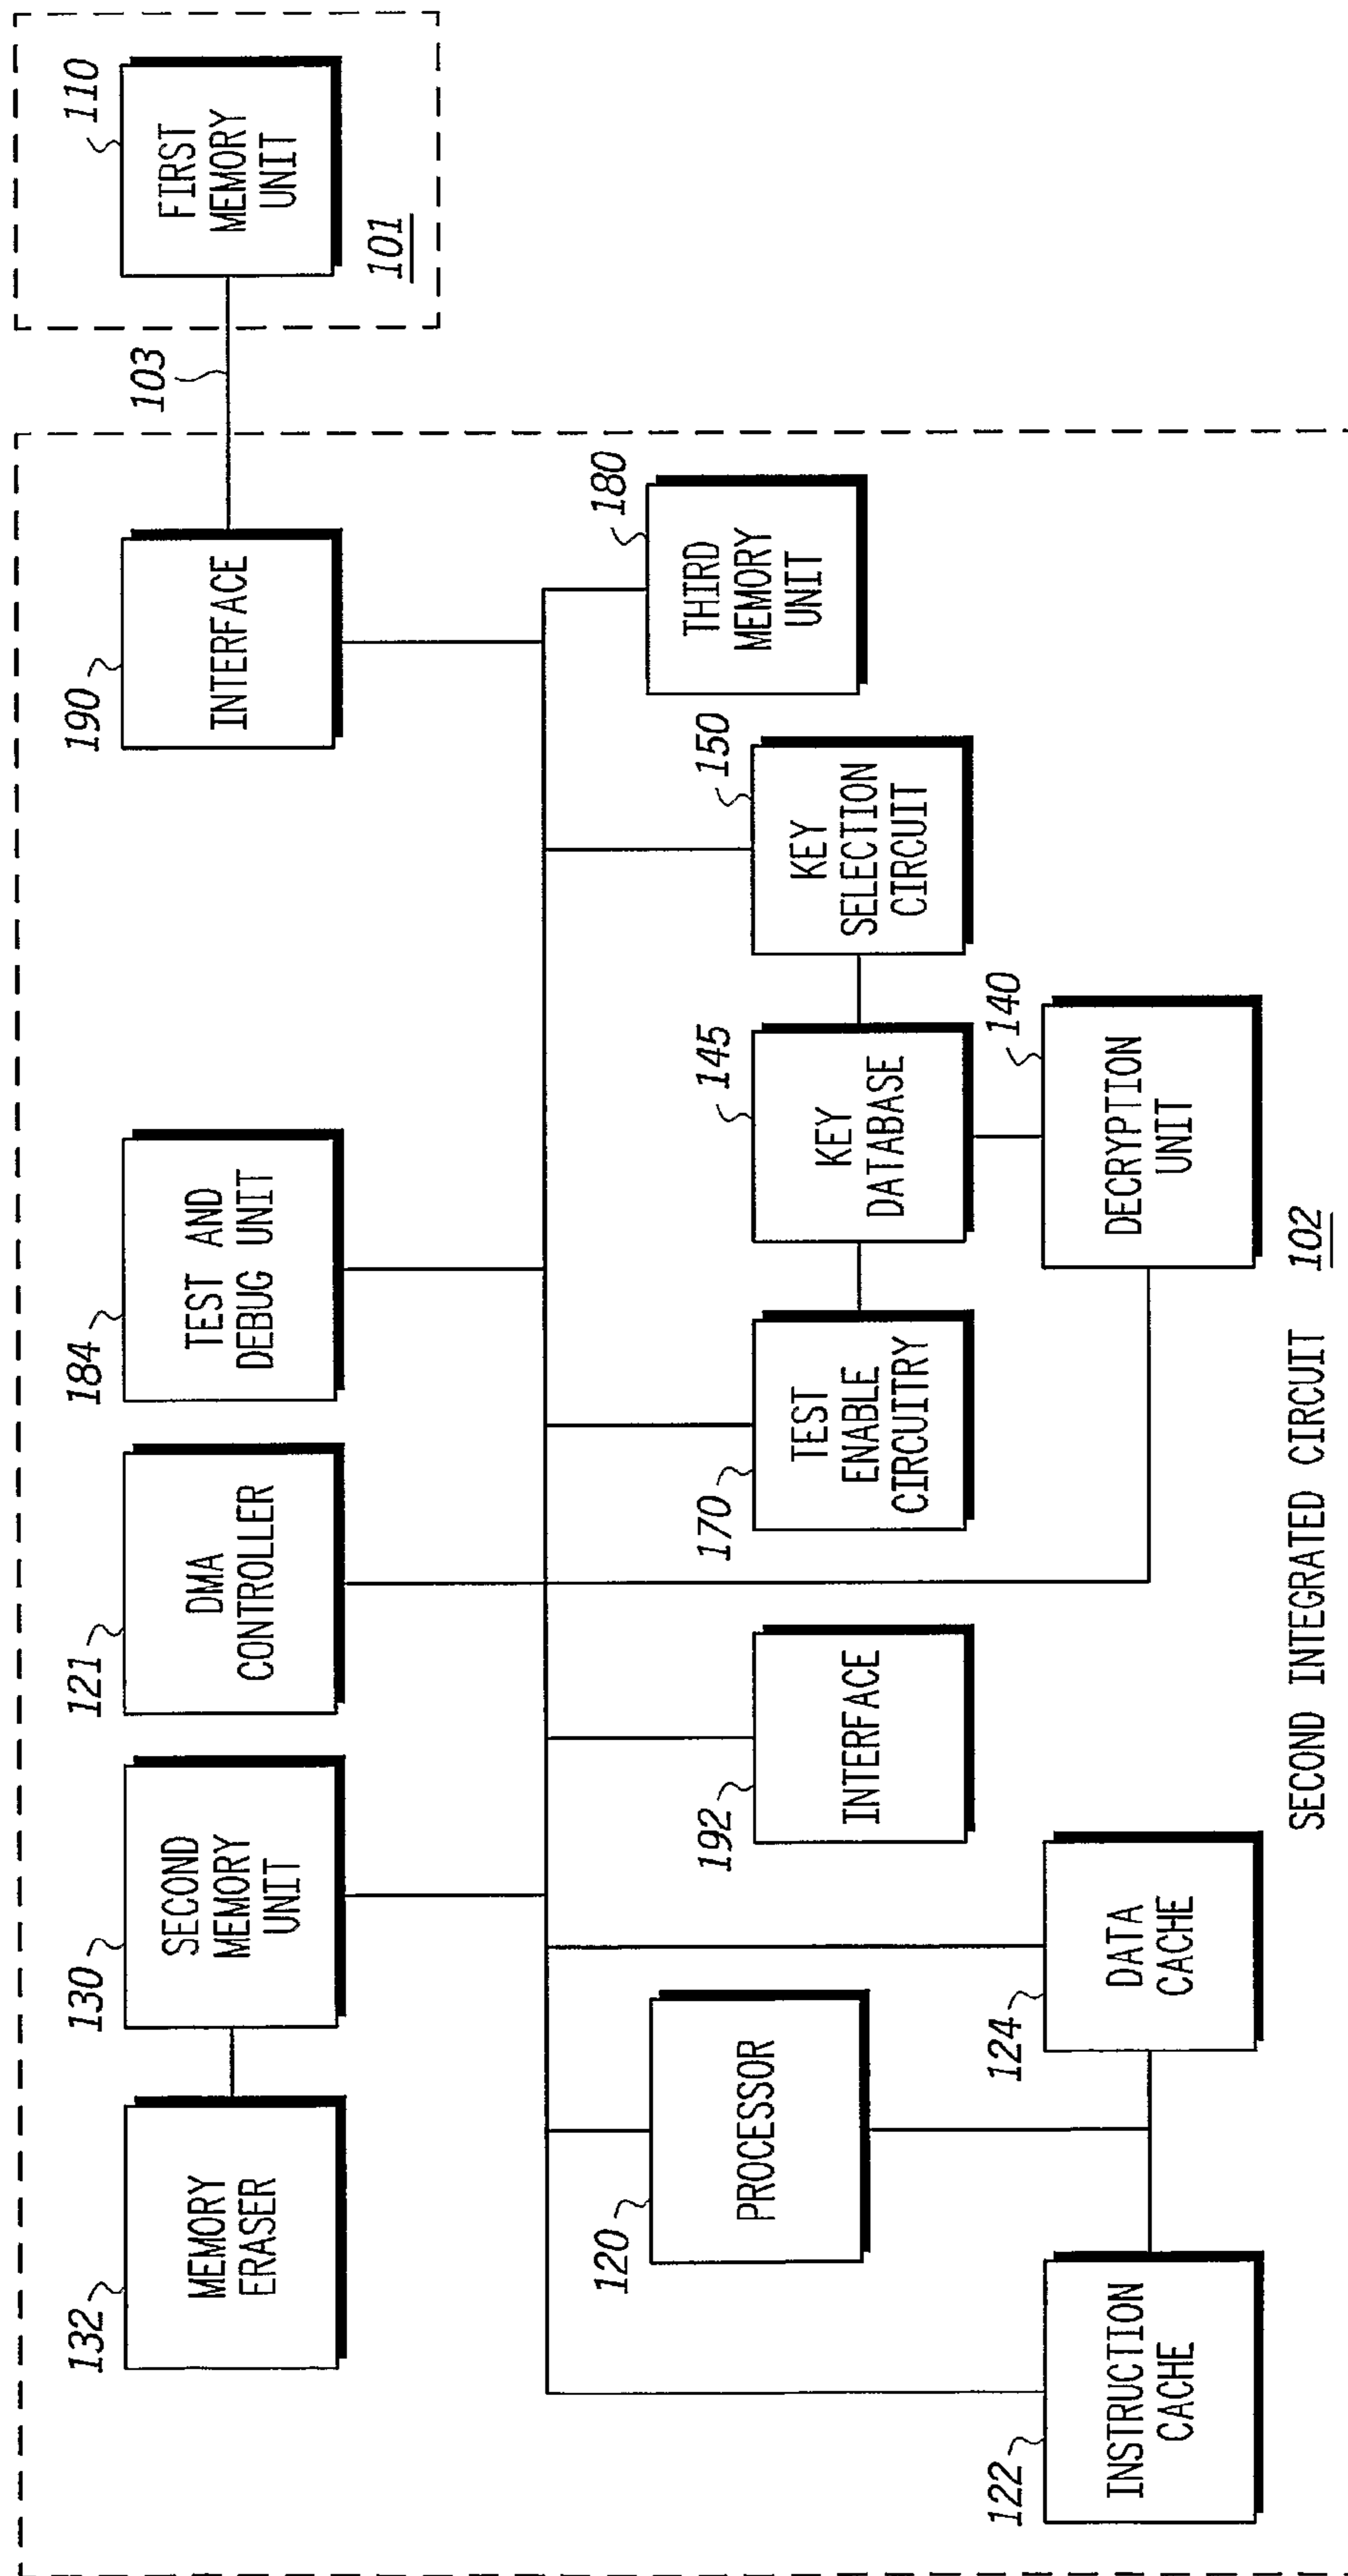 132
MEMORY
ERASER
130
SECOND
MEMORY
UNIT
121
DMA
CONTROLLER
184
TEST AND
DEBUG UNIT
190
INTERFACE
103
110
FIRST
MEMORY
UNIT
101
120
PROCESSOR
192
INTERFACE
170
TEST
ENABLE
CIRCUITRY
145
KEY
DATABASE
150
KEY
SELECTION
CIRCUIT
180
THIRD
MEMORY
UNIT
122
INSTRUCTION
CACHE
124
DATA
CACHE
140
DECRYPTION
UNIT
SECOND INTEGRATED CIRCUIT 102